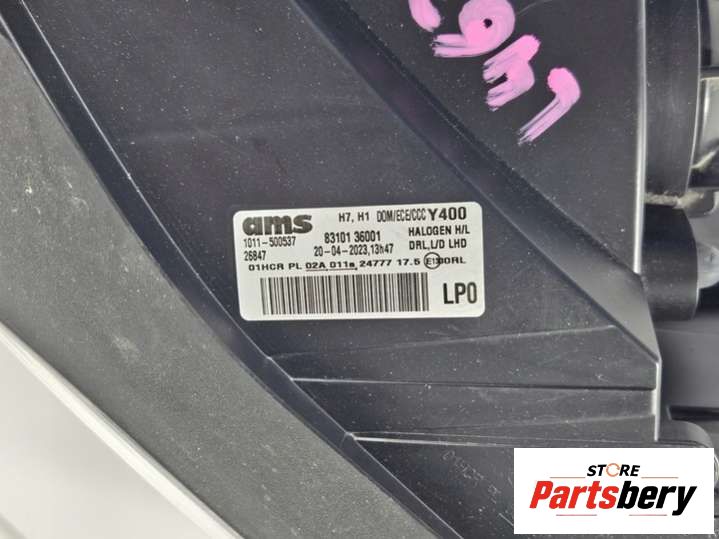 ams
H7, H1 DOM/ECE/CCC Y400
1011-500537 83101 36001 HALOGEN H/L
26847 20-04-2023,13h47 DRL,L/D LHD
01HCR PL 02A 011a 24777 17.5 E13 DRL
LP0
STORE
Partsbery